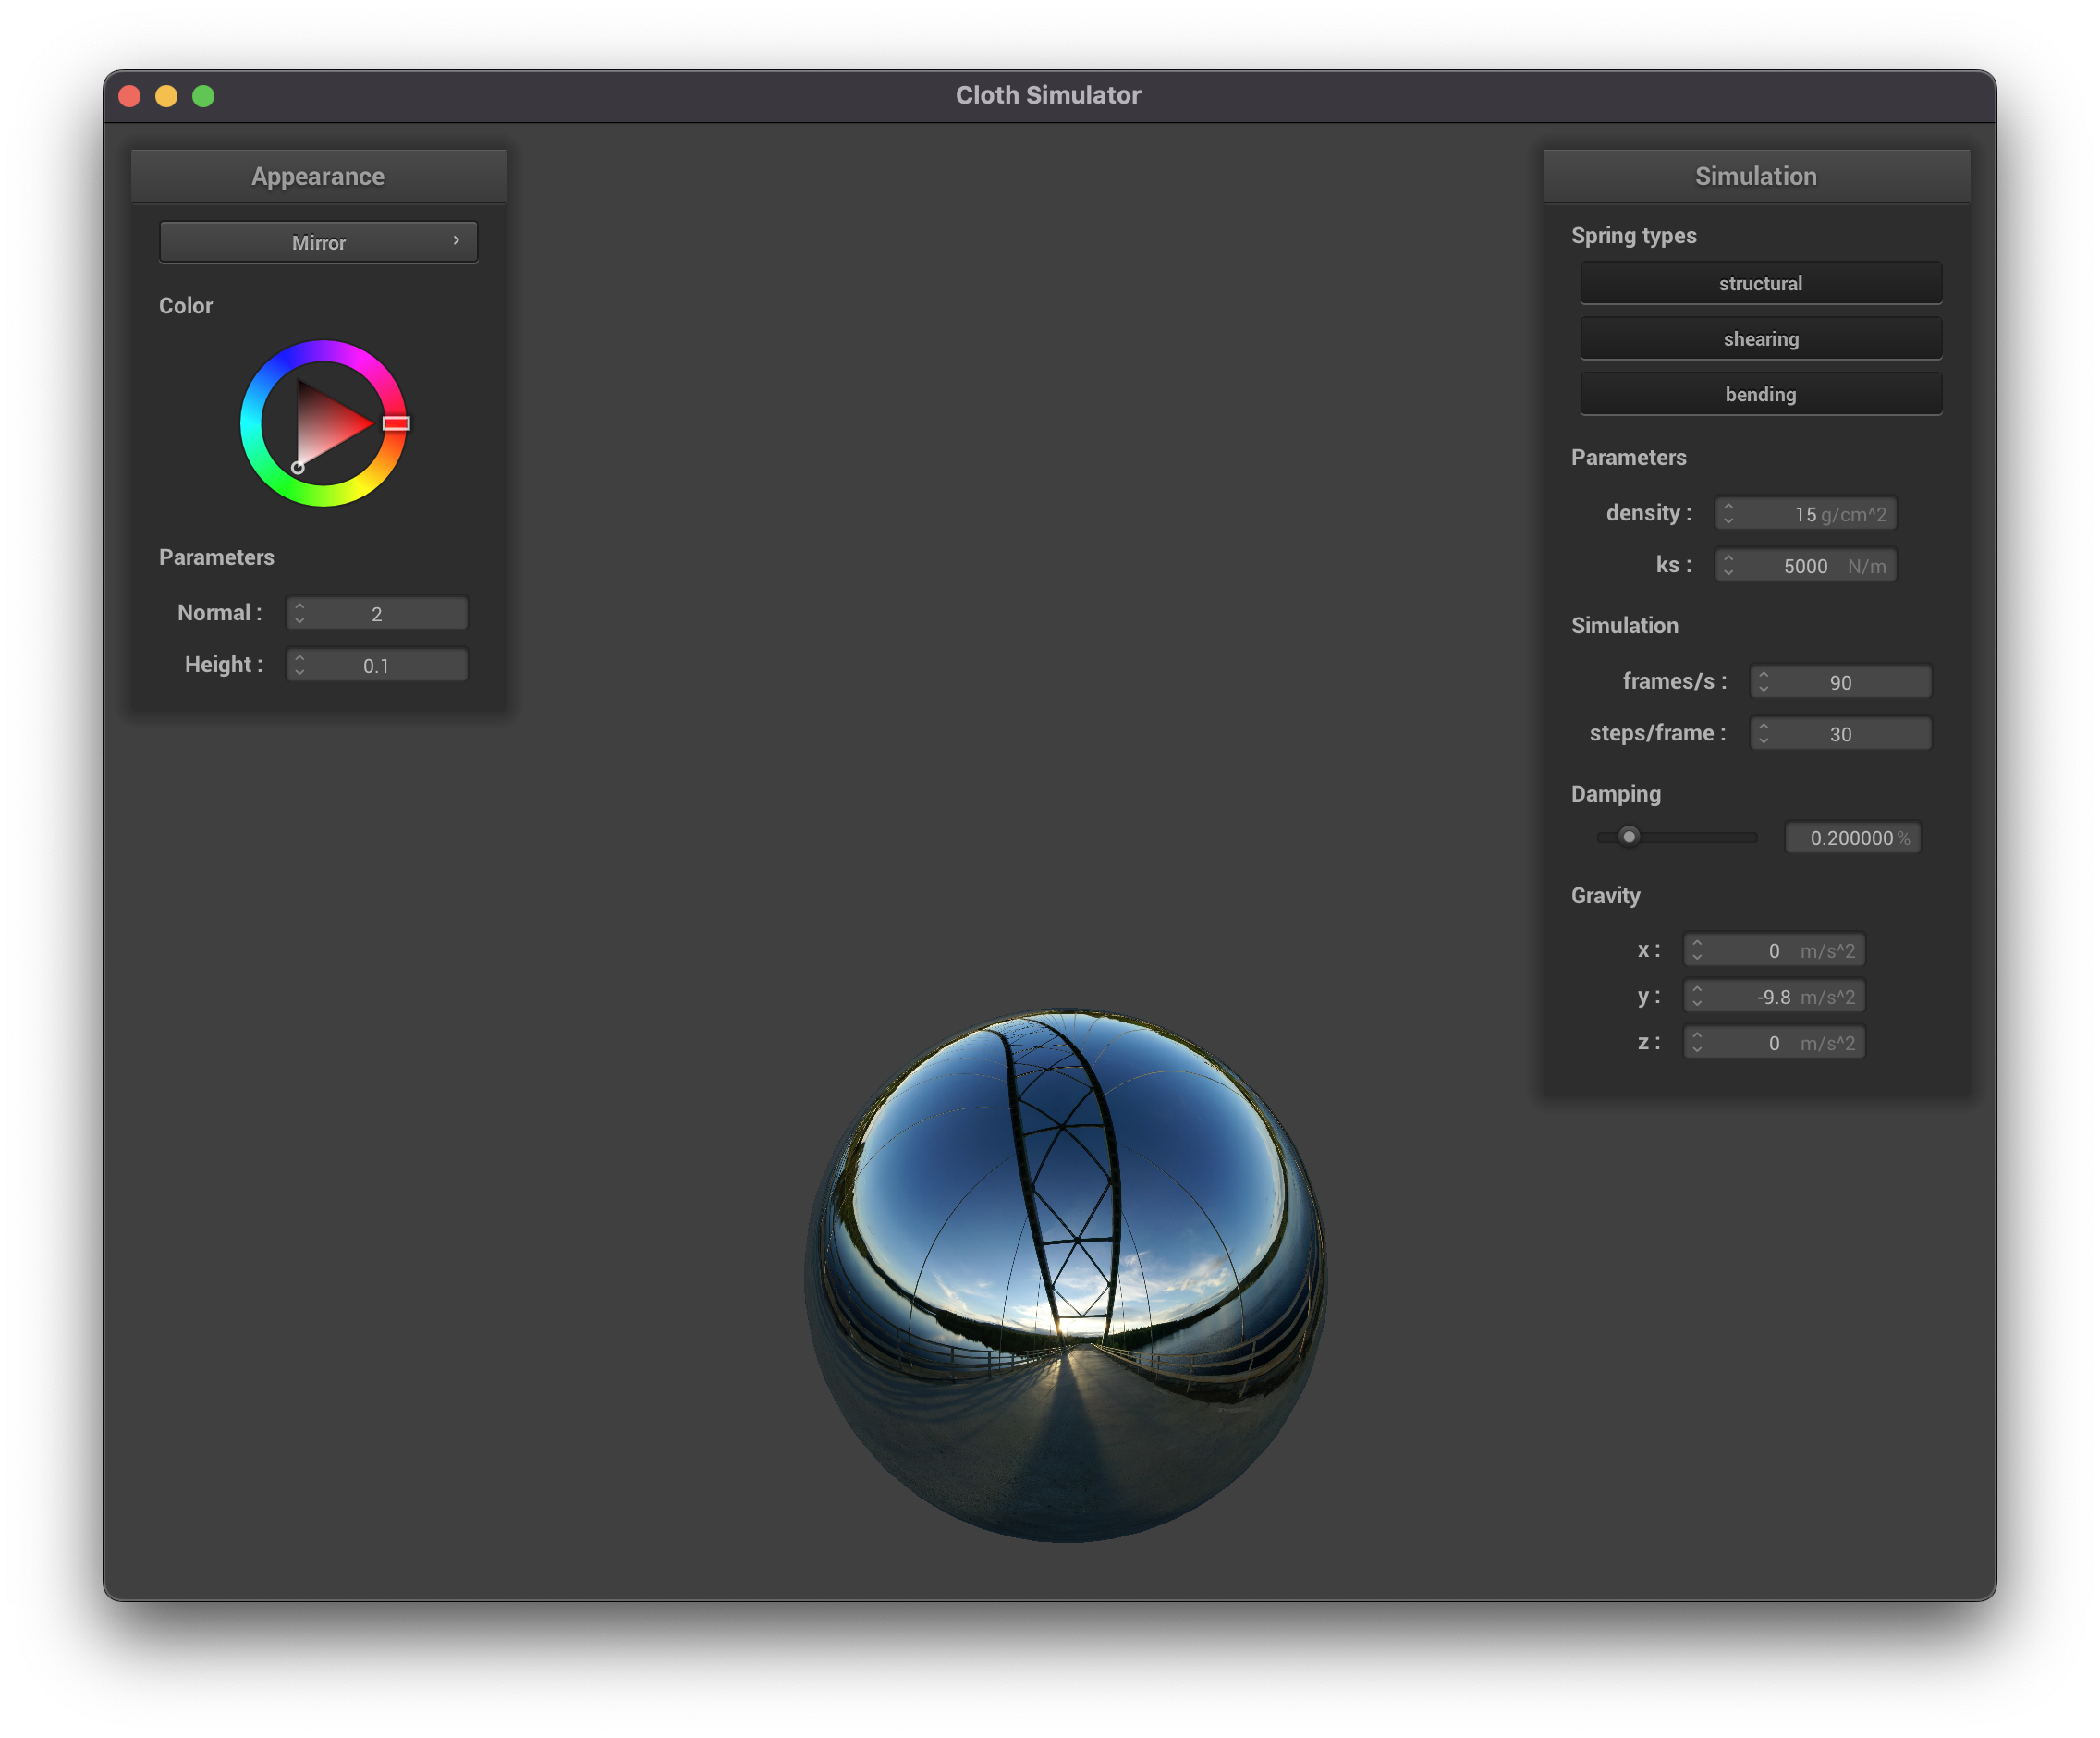 Cloth Simulator
Appearance
Mirror
Color
Parameters
Normal : 2
Height : 0.1
Simulation
Spring types
structural
shearing
bending
Parameters
density : 15 g/cm^2
ks : 5000 N/m
Simulation
frames/s : 90
steps/frame : 30
Damping
0.200000 %
Gravity
x : 0 m/s^2
y : -9.8 m/s^2
z : 0 m/s^2